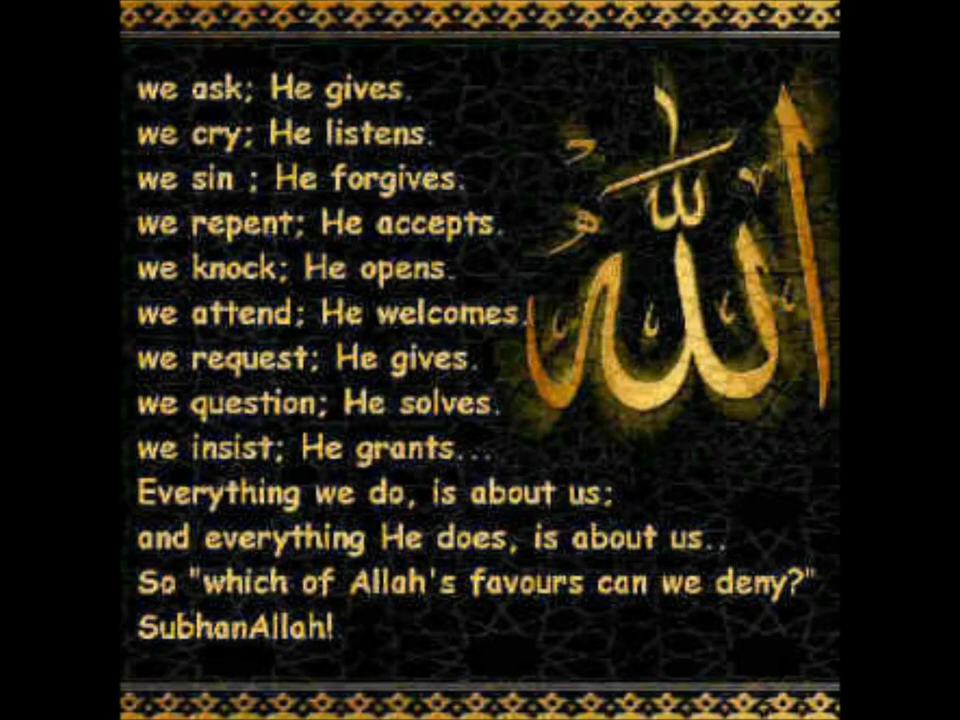 we ask; He gives.
we cry; He listens.
we sin ; He forgives.
we repent; He accepts.
we knock; He opens.
we attend; He welcomes.
we request; He gives.
we question; He solves.
we insist; He grants...
Everything we do, is about us;
and everything He does, is about us..
So "which of Allah's favours can we deny?"
SubhanAllah!
الله